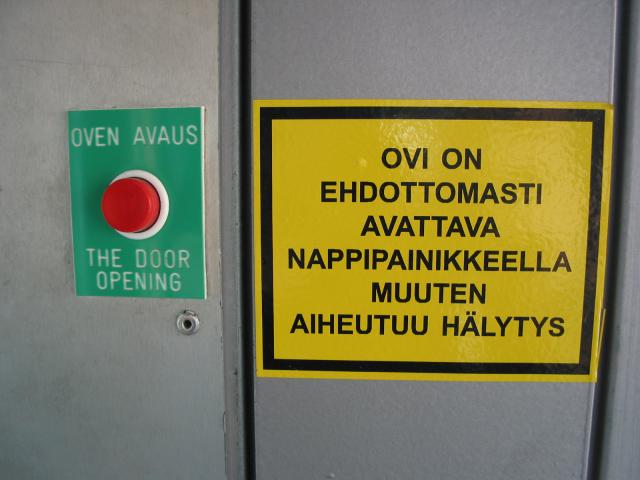 OVEN AVAUS
THE DOOR
OPENING
OVI ON
EHDOTTOMASTI
AVATTAVA
NAPPIPAINIKKEELLA
MUUTEN
AIHEUTUU HÄLYTYS